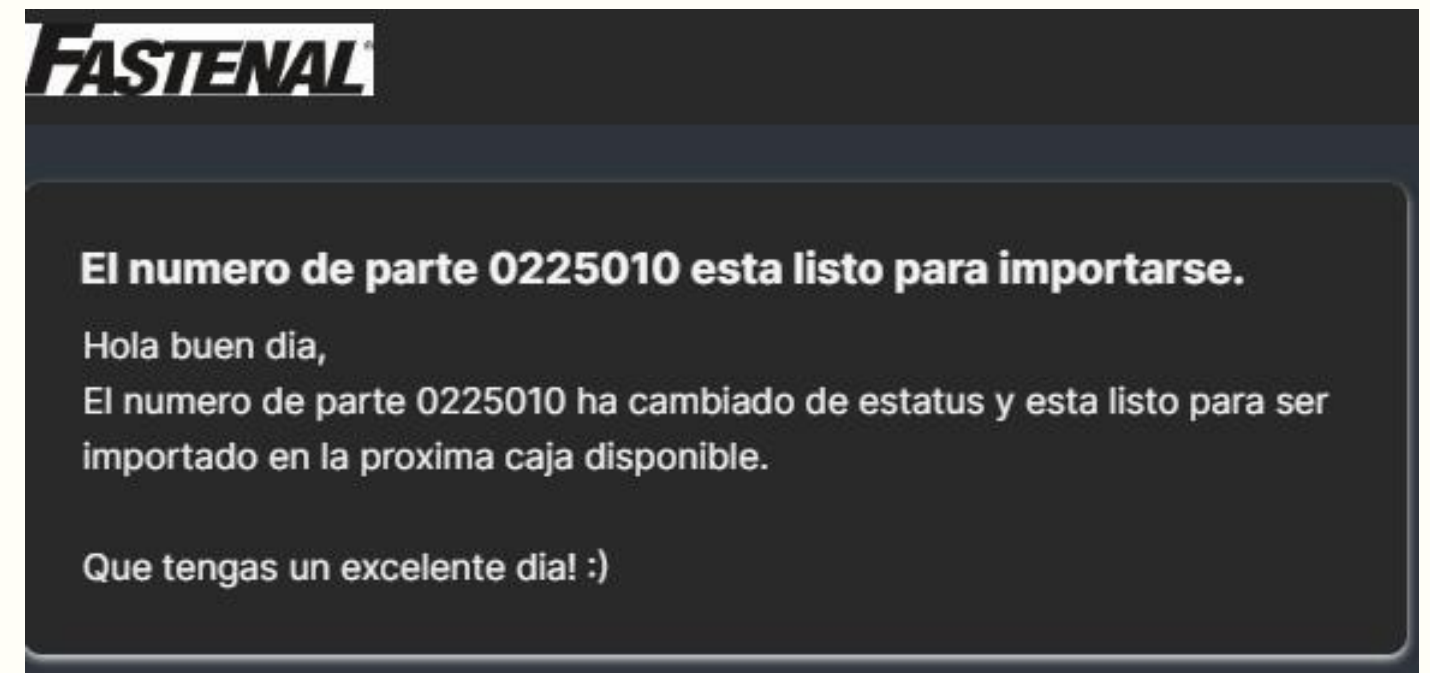 FASTENAL®
El numero de parte 0225010 esta listo para importarse.
Hola buen dia,
El numero de parte 0225010 ha cambiado de estatus y esta listo para ser
importado en la proxima caja disponible.
Que tengas un excelente dia! :)